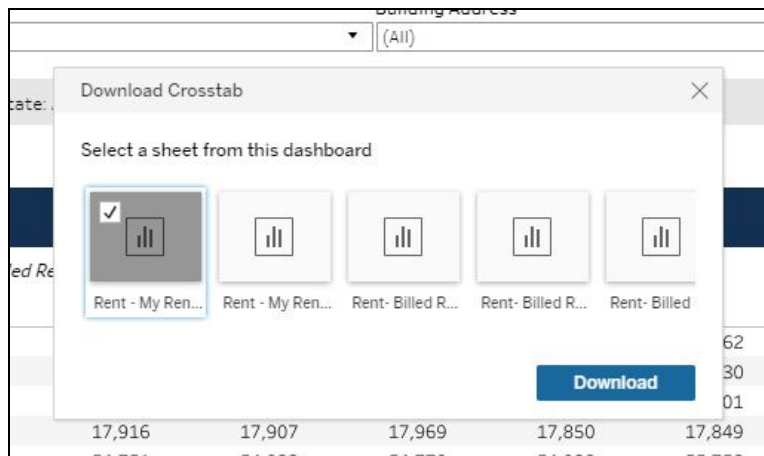 Building Address
(All)
Download Crosstab
tate:
Select a sheet from this dashboard
led Re
Rent - My Ren... Rent - My Ren... Rent- Billed R... Rent- Billed R... Rent- Billed
62
Download
30
01
17,916 17,907 17,969 17,850 17,849